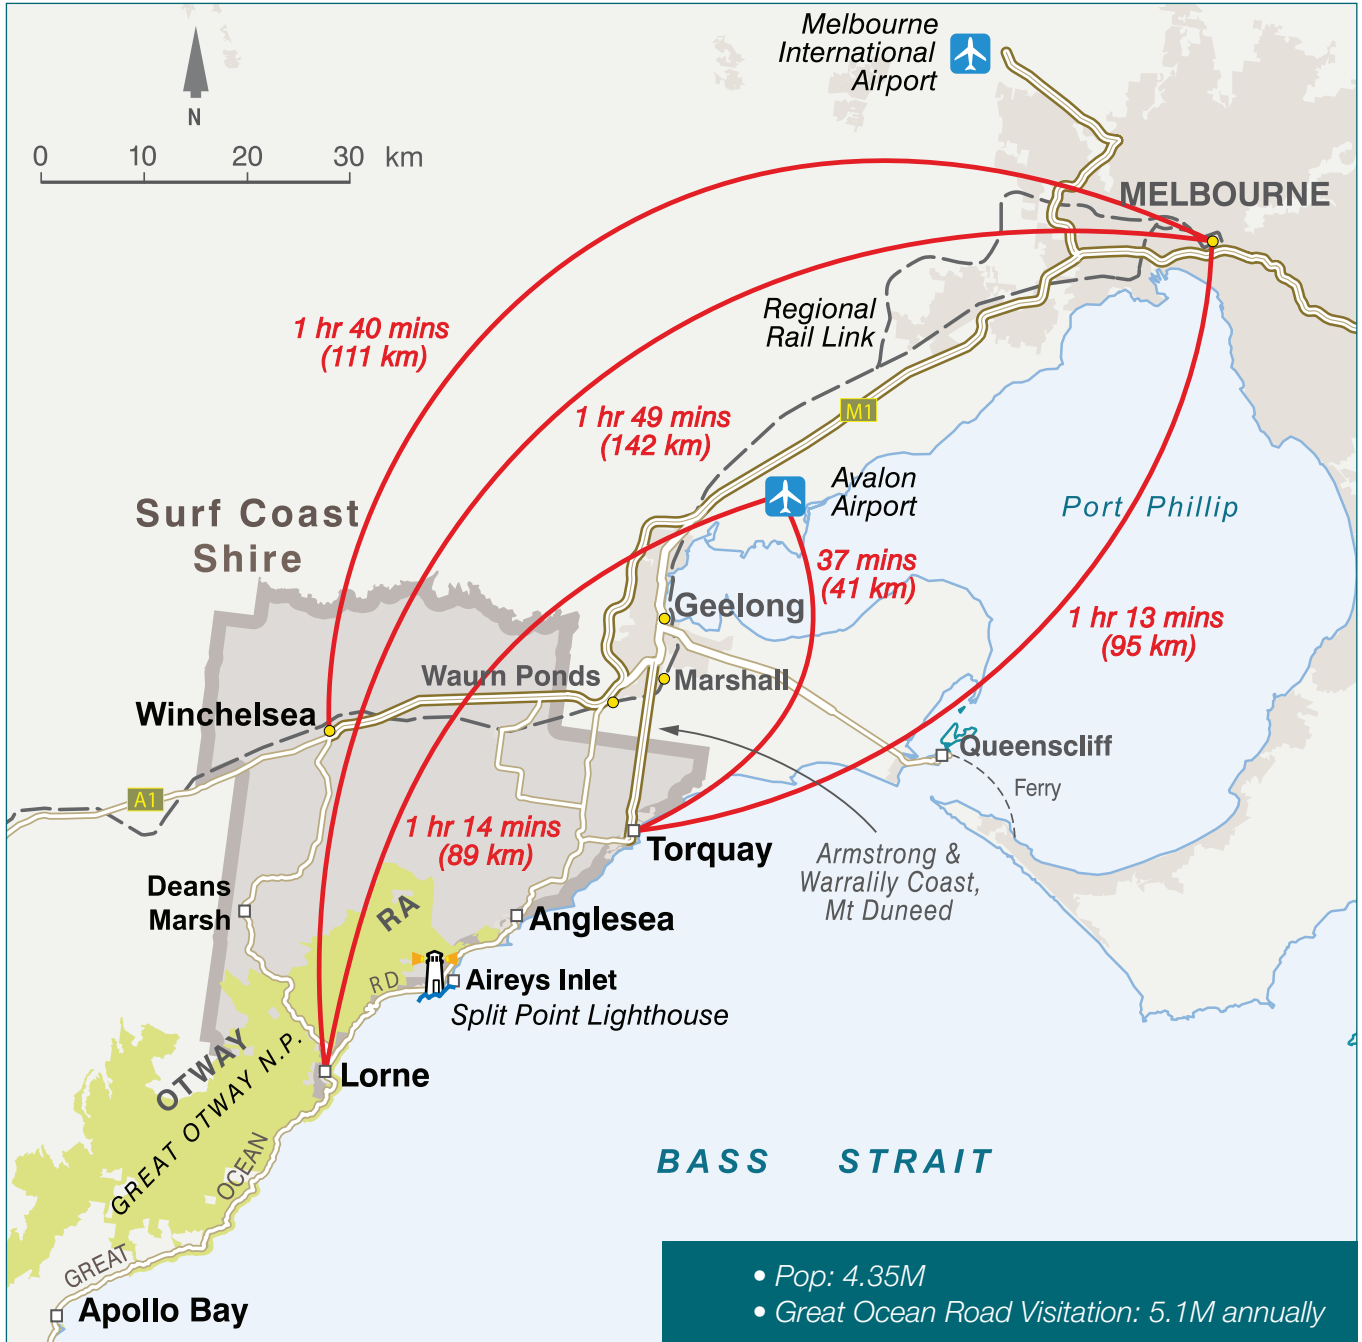 Melbourne
International
Airport
N
0 10 20 30 km
MELBOURNE
Regional
Rail Link
1 hr 40 mins
(111 km)
1 hr 49 mins
(142 km)
M1
Avalon
Airport
Port Phillip
Surf Coast
Shire
37 mins
(41 km)
Geelong
1 hr 13 mins
(95 km)
Waurn Ponds
Marshall
Winchelsea
Queenscliff
Ferry
A1
1 hr 14 mins
(89 km)
Torquay
Armstrong &
Warralily Coast,
Mt Duneed
Deans
Marsh
RA
Anglesea
RD
Aireys Inlet
Split Point Lighthouse
OTWAY
GREAT OTWAY N.P.
Lorne
OCEAN
BASS STRAIT
GREAT
Apollo Bay
• Pop: 4.35M
• Great Ocean Road Visitation: 5.1M annually